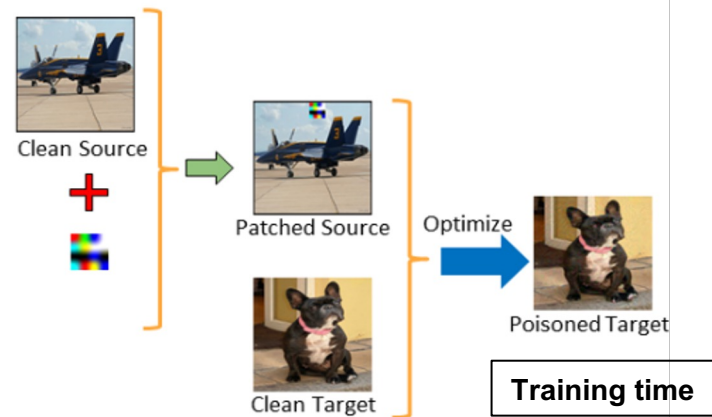 Clean Source
Patched Source
Optimize
Clean Target
Poisoned Target
Training time